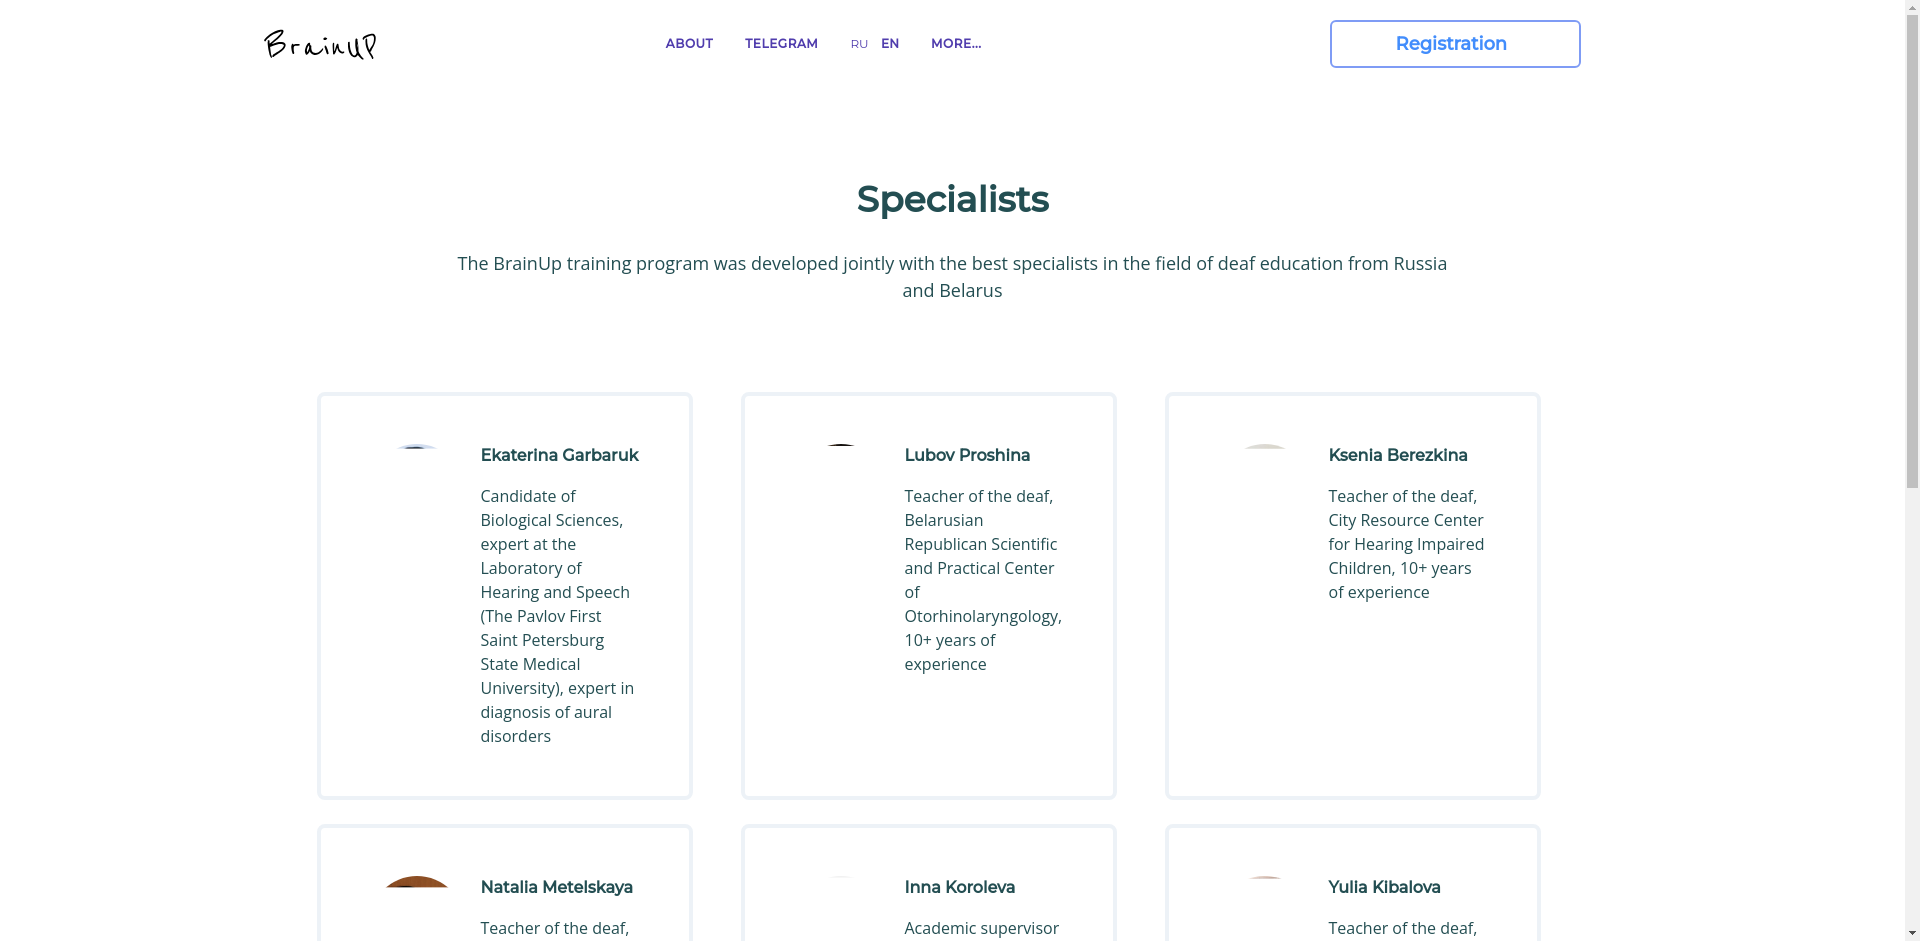 BrainUP
ABOUT
TELEGRAM
RU
EN
MORE...
Registration
Specialists
The BrainUp training program was developed jointly with the best specialists in the field of deaf education from Russia
and Belarus
Ekaterina Garbaruk
Candidate of
Biological Sciences,
expert at the
Laboratory of
Hearing and Speech
(The Pavlov First
Saint Petersburg
State Medical
University), expert in
diagnosis of aural
disorders
Lubov Proshina
Teacher of the deaf,
Belarusian
Republican Scientific
and Practical Center
of
Otorhinolaryngology,
10+ years of
experience
Ksenia Berezkina
Teacher of the deaf,
City Resource Center
for Hearing Impaired
Children, 10+ years
of experience
Natalia Metelskaya
Teacher of the deaf,
Inna Koroleva
Academic supervisor
Yulia Kibalova
Teacher of the deaf,